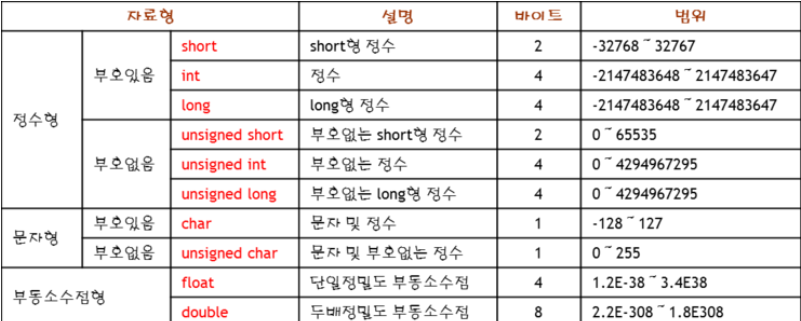 자료형 설명 바이트 범위
정수형 부호있음 short short형 정수 2 -32768 ~ 32767
int 정수 4 -2147483648 ~ 2147483647
long long형 정수 4 -2147483648 ~ 2147483647
부호없음 unsigned short 부호없는 short형 정수 2 0 ~ 65535
unsigned int 부호없는 정수 4 0 ~ 4294967295
unsigned long 부호없는 long형 정수 4 0 ~ 4294967295
문자형 부호있음 char 문자 및 정수 1 -128 ~ 127
부호없음 unsigned char 문자 및 부호없는 정수 1 0 ~ 255
부동소수점형 float 단일정밀도 부동소수점 4 1.2E-38 ~ 3.4E38
double 두배정밀도 부동소수점 8 2.2E-308 ~ 1.8E308